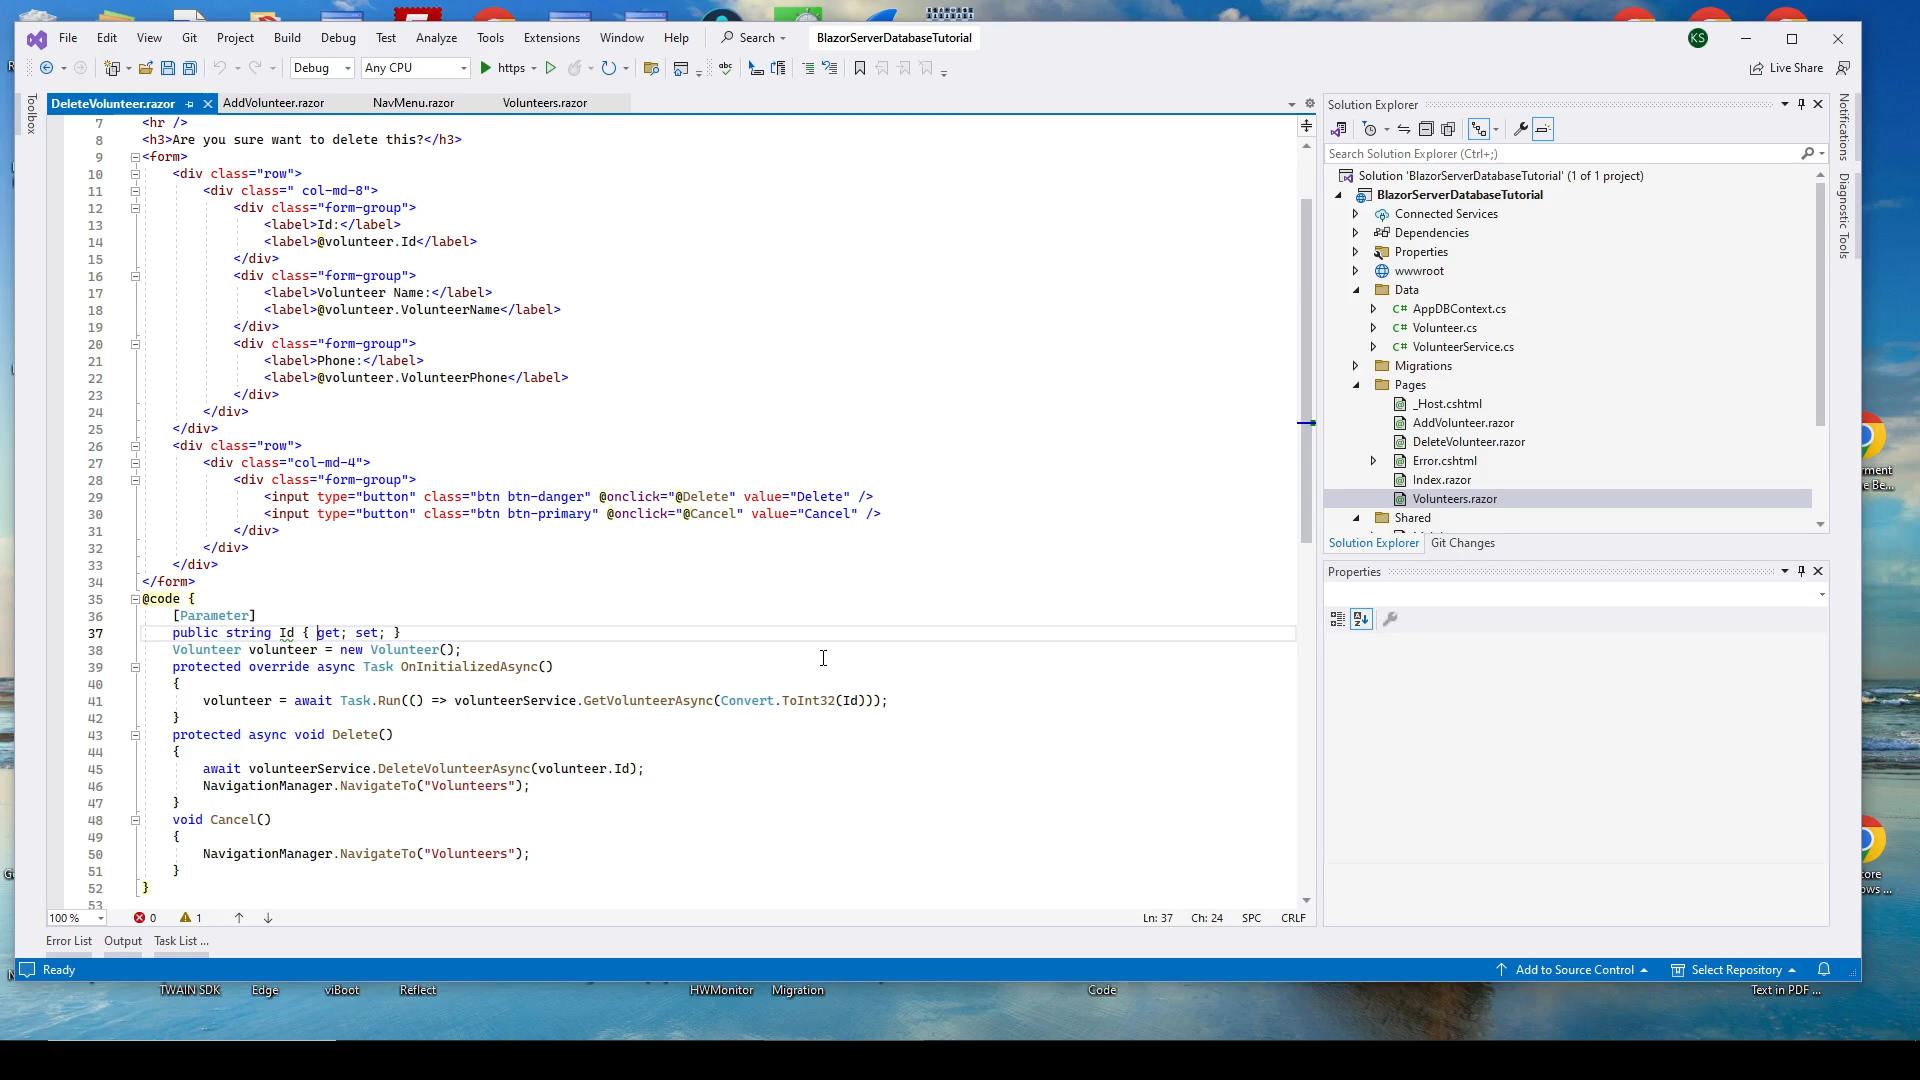 File Edit View Git Project Build Debug Test Analyze Tools Extensions Window Help Search BlazorServerDatabaseTutorial KS
Debug Any CPU https Live Share
Toolbox
DeleteVolunteer.razor AddVolunteer.razor NavMenu.razor Volunteers.razor
7 <hr />
8 <h3>Are you sure want to delete this?</h3>
9 <form>
10 <div class="row">
11 <div class=" col-md-8">
12 <div class="form-group">
13 <label>Id:</label>
14 <label>@volunteer.Id</label>
15 </div>
16 <div class="form-group">
17 <label>Volunteer Name:</label>
18 <label>@volunteer.VolunteerName</label>
19 </div>
20 <div class="form-group">
21 <label>Phone:</label>
22 <label>@volunteer.VolunteerPhone</label>
23 </div>
24 </div>
25 </div>
26 <div class="row">
27 <div class="col-md-4">
28 <div class="form-group">
29 <input type="button" class="btn btn-danger" @onclick="@Delete" value="Delete" />
30 <input type="button" class="btn btn-primary" @onclick="@Cancel" value="Cancel" />
31 </div>
32 </div>
33 </div>
34 </form>
35 @code {
36 [Parameter]
37 public string Id { get; set; }
38 Volunteer volunteer = new Volunteer();
39 protected override async Task OnInitializedAsync()
40 {
41 volunteer = await Task.Run(() => volunteerService.GetVolunteerAsync(Convert.ToInt32(Id)));
42 }
43 protected async void Delete()
44 {
45 await volunteerService.DeleteVolunteerAsync(volunteer.Id);
46 NavigationManager.NavigateTo("Volunteers");
47 }
48 void Cancel()
49 {
50 NavigationManager.NavigateTo("Volunteers");
51 }
52 }
53
100 % 0 1 Ln: 37 Ch: 24 SPC CRLF
Error List Output Task List ...
Ready Add to Source Control Select Repository
Solution Explorer
Search Solution Explorer (Ctrl+;)
Solution 'BlazorServerDatabaseTutorial' (1 of 1 project)
BlazorServerDatabaseTutorial
Connected Services
Dependencies
Properties
wwwroot
Data
C# AppDBContext.cs
C# Volunteer.cs
C# VolunteerService.cs
Migrations
Pages
_Host.cshtml
AddVolunteer.razor
DeleteVolunteer.razor
Error.cshtml
Index.razor
Volunteers.razor
Shared
Solution Explorer Git Changes
Properties
Notifications
Diagnostic Tools
TWAIN SDK Edge viBoot Reflect HWMonitor Migration Code Text in PDF ...